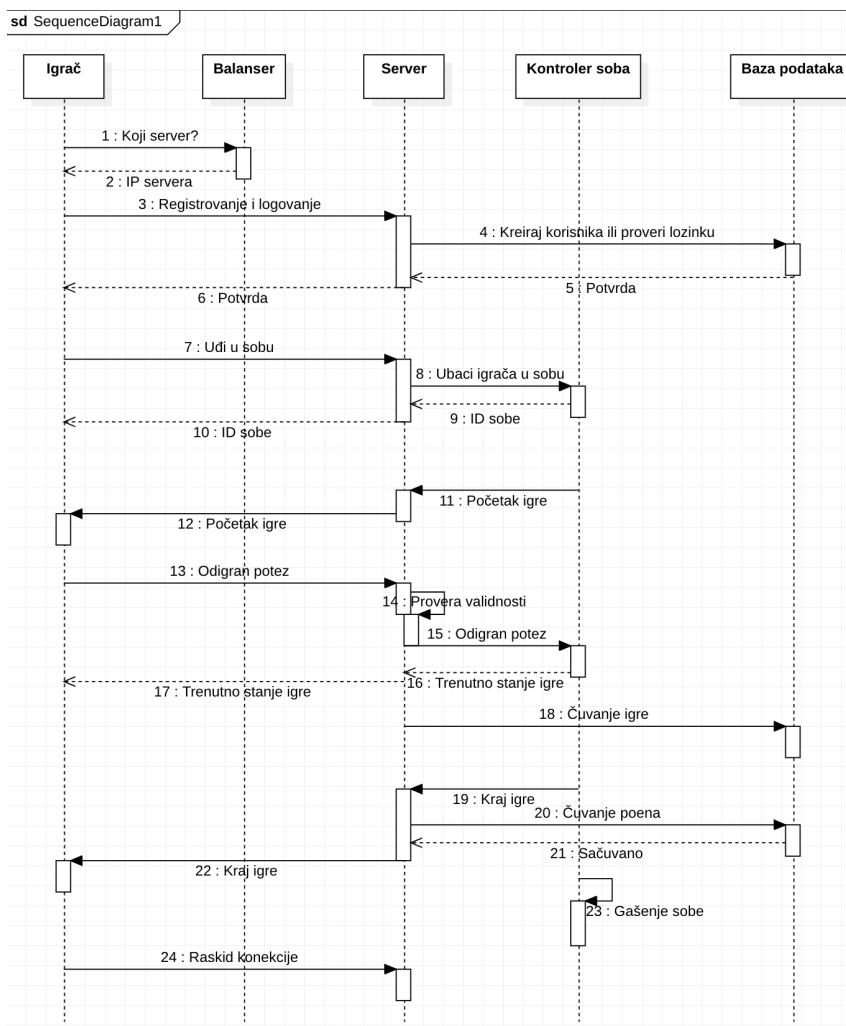 sd SequenceDiagram1
Igrač
Balanser
Server
Kontroler soba
Baza podataka
1 : Koji server?
2 : IP servera
3 : Registrovanje i logovanje
4 : Kreiraj korisnika ili proveri lozinku
5 : Potvrda
6 : Potvrda
7 : Uđi u sobu
8 : Ubaci igrača u sobu
9 : ID sobe
10 : ID sobe
11 : Početak igre
12 : Početak igre
13 : Odigran potez
14 : Provera validnosti
15 : Odigran potez
16 : Trenutno stanje igre
17 : Trenutno stanje igre
18 : Čuvanje igre
19 : Kraj igre
20 : Čuvanje poena
21 : Sačuvano
22 : Kraj igre
23 : Gašenje sobe
24 : Raskid konekcije